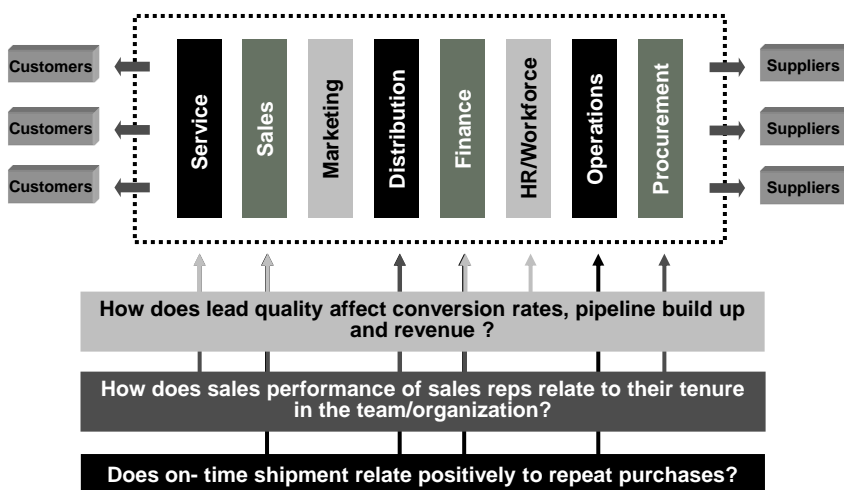 Customers
Customers
Customers
Service
Sales
Marketing
Distribution
Finance
HR/Workforce
Operations
Procurement
Suppliers
Suppliers
Suppliers
How does lead quality affect conversion rates, pipeline build up
and revenue ?
How does sales performance of sales reps relate to their tenure
in the team/organization?
Does on- time shipment relate positively to repeat purchases?